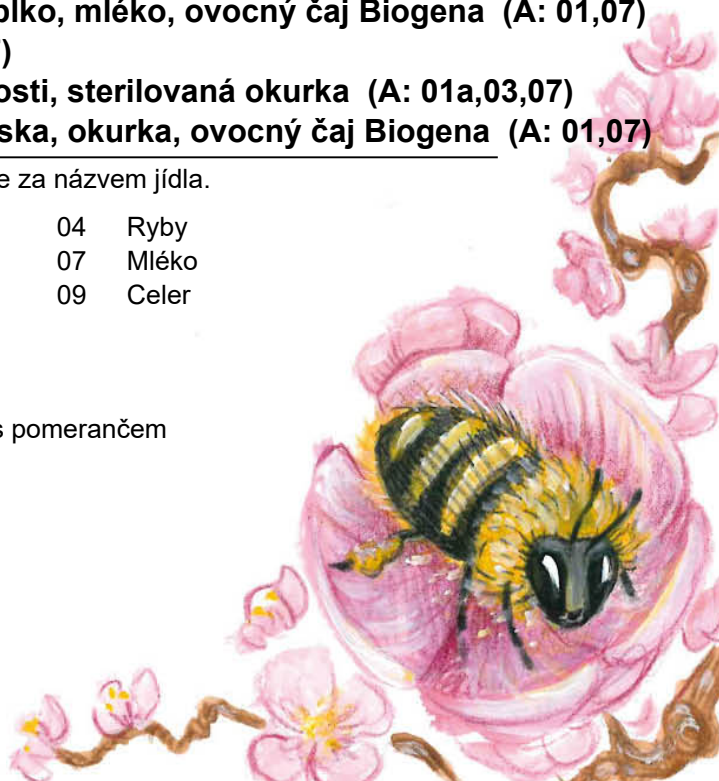 blko, mléko, ovocný čaj Biogena (A: 01,07)
)
osti, sterilovaná okurka (A: 01a,03,07)
ska, okurka, ovocný čaj Biogena (A: 01,07)
e za názvem jídla.
04 Ryby
07 Mléko
09 Celer
s pomerančem